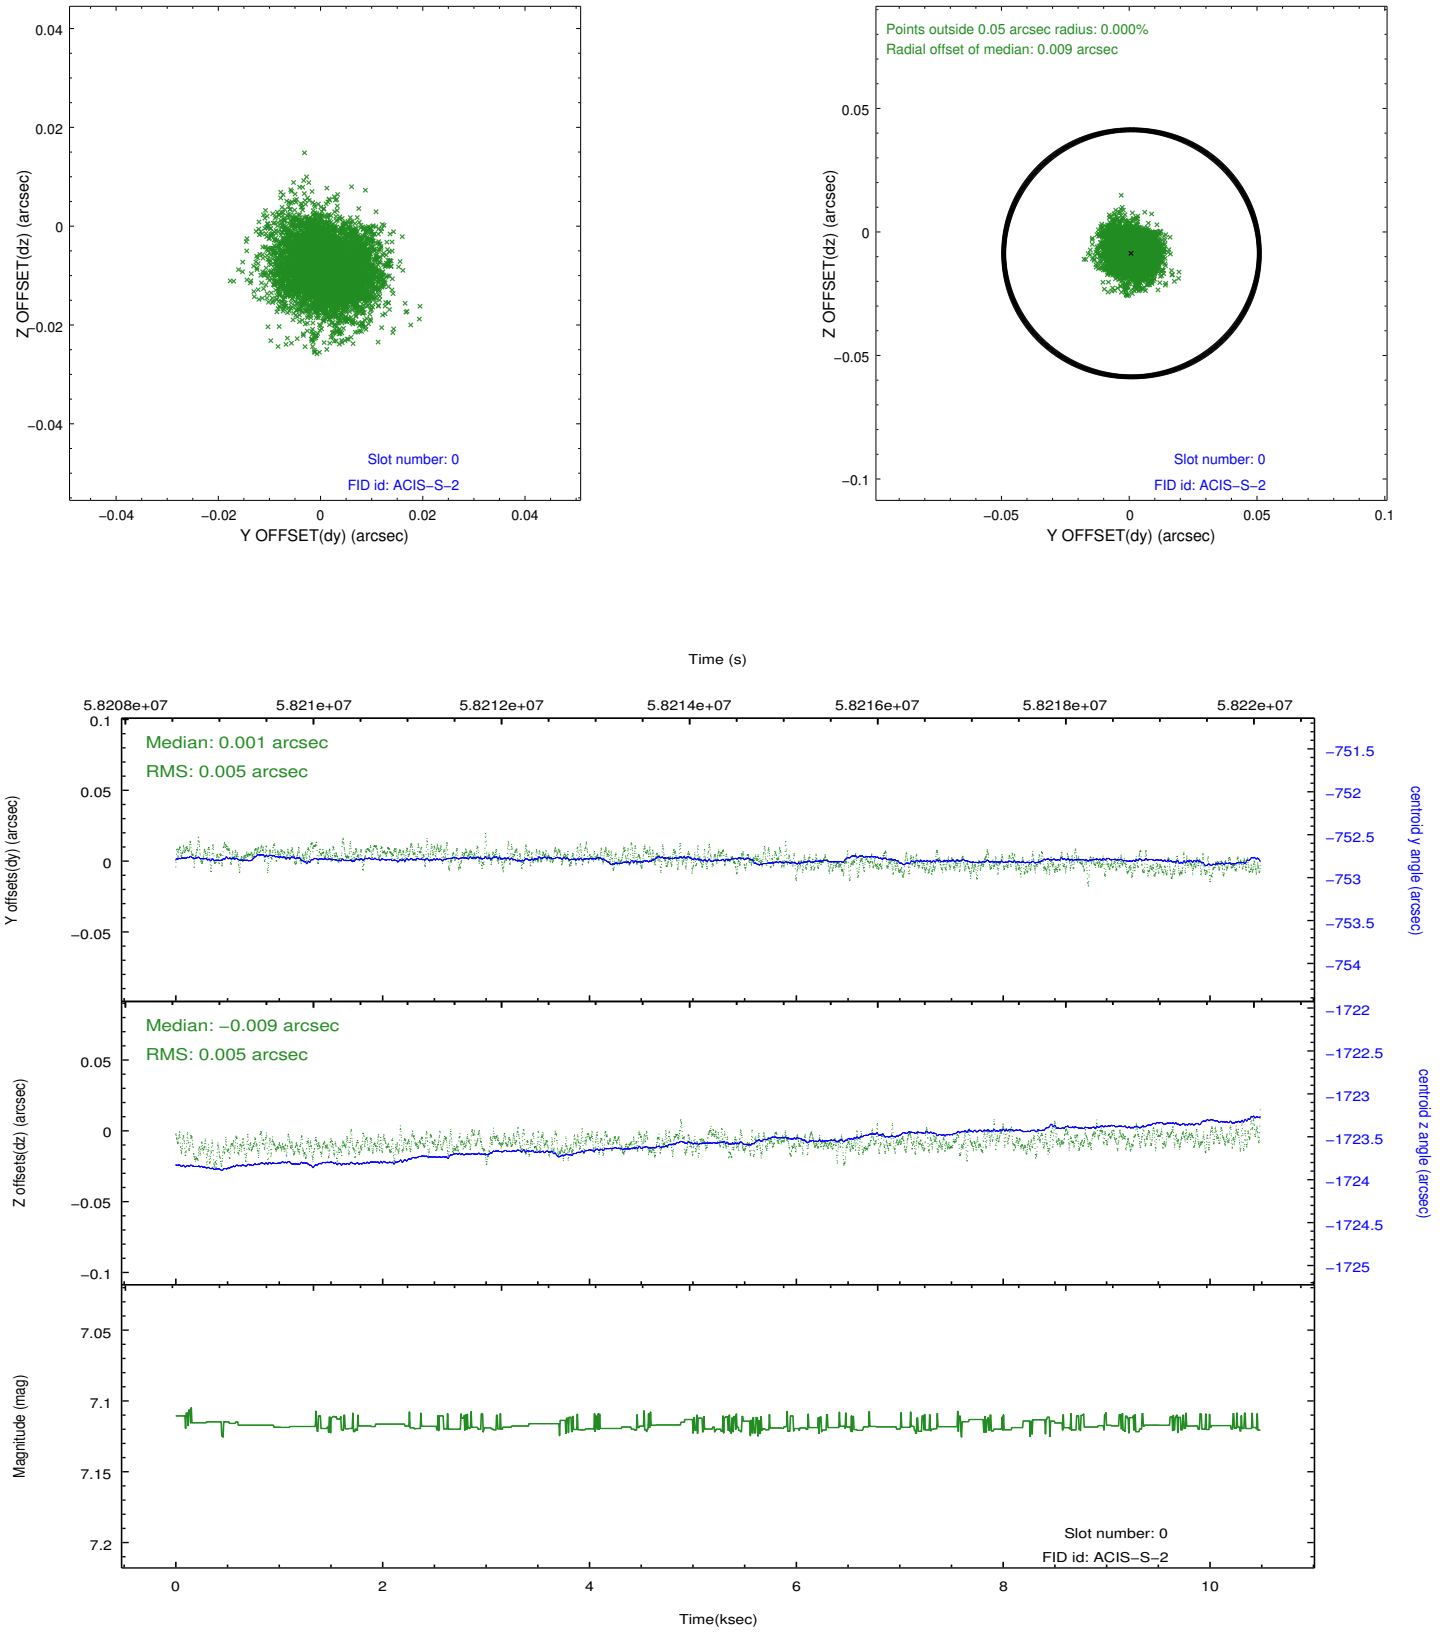 0.04
0.02
0
−0.02
−0.04
Z OFFSET(dz) (arcsec)
Slot number: 0
FID id: ACIS−S−2
−0.04 −0.02 0 0.02 0.04
Y OFFSET(dy) (arcsec)
Points outside 0.05 arcsec radius: 0.000%
Radial offset of median: 0.009 arcsec
0.05
0
−0.05
−0.1
Z OFFSET(dz) (arcsec)
Slot number: 0
FID id: ACIS−S−2
−0.05 0 0.05 0.1
Y OFFSET(dy) (arcsec)
Time (s)
5.8208e+07 5.821e+07 5.8212e+07 5.8214e+07 5.8216e+07 5.8218e+07 5.822e+07
Median: 0.001 arcsec
RMS: 0.005 arcsec
0.1
0.05
0
−0.05
Y offsets(dy) (arcsec)
−751.5
−752
−752.5
−753
−753.5
−754
centroid y angle (arcsec)
Median: −0.009 arcsec
RMS: 0.005 arcsec
0.05
0
−0.05
−0.1
Z offsets(dz) (arcsec)
−1722
−1722.5
−1723
−1723.5
−1724
−1724.5
−1725
centroid z angle (arcsec)
7.05
7.1
7.15
7.2
Magnitude (mag)
Slot number: 0
FID id: ACIS−S−2
0 2 4 6 8 10
Time(ksec)